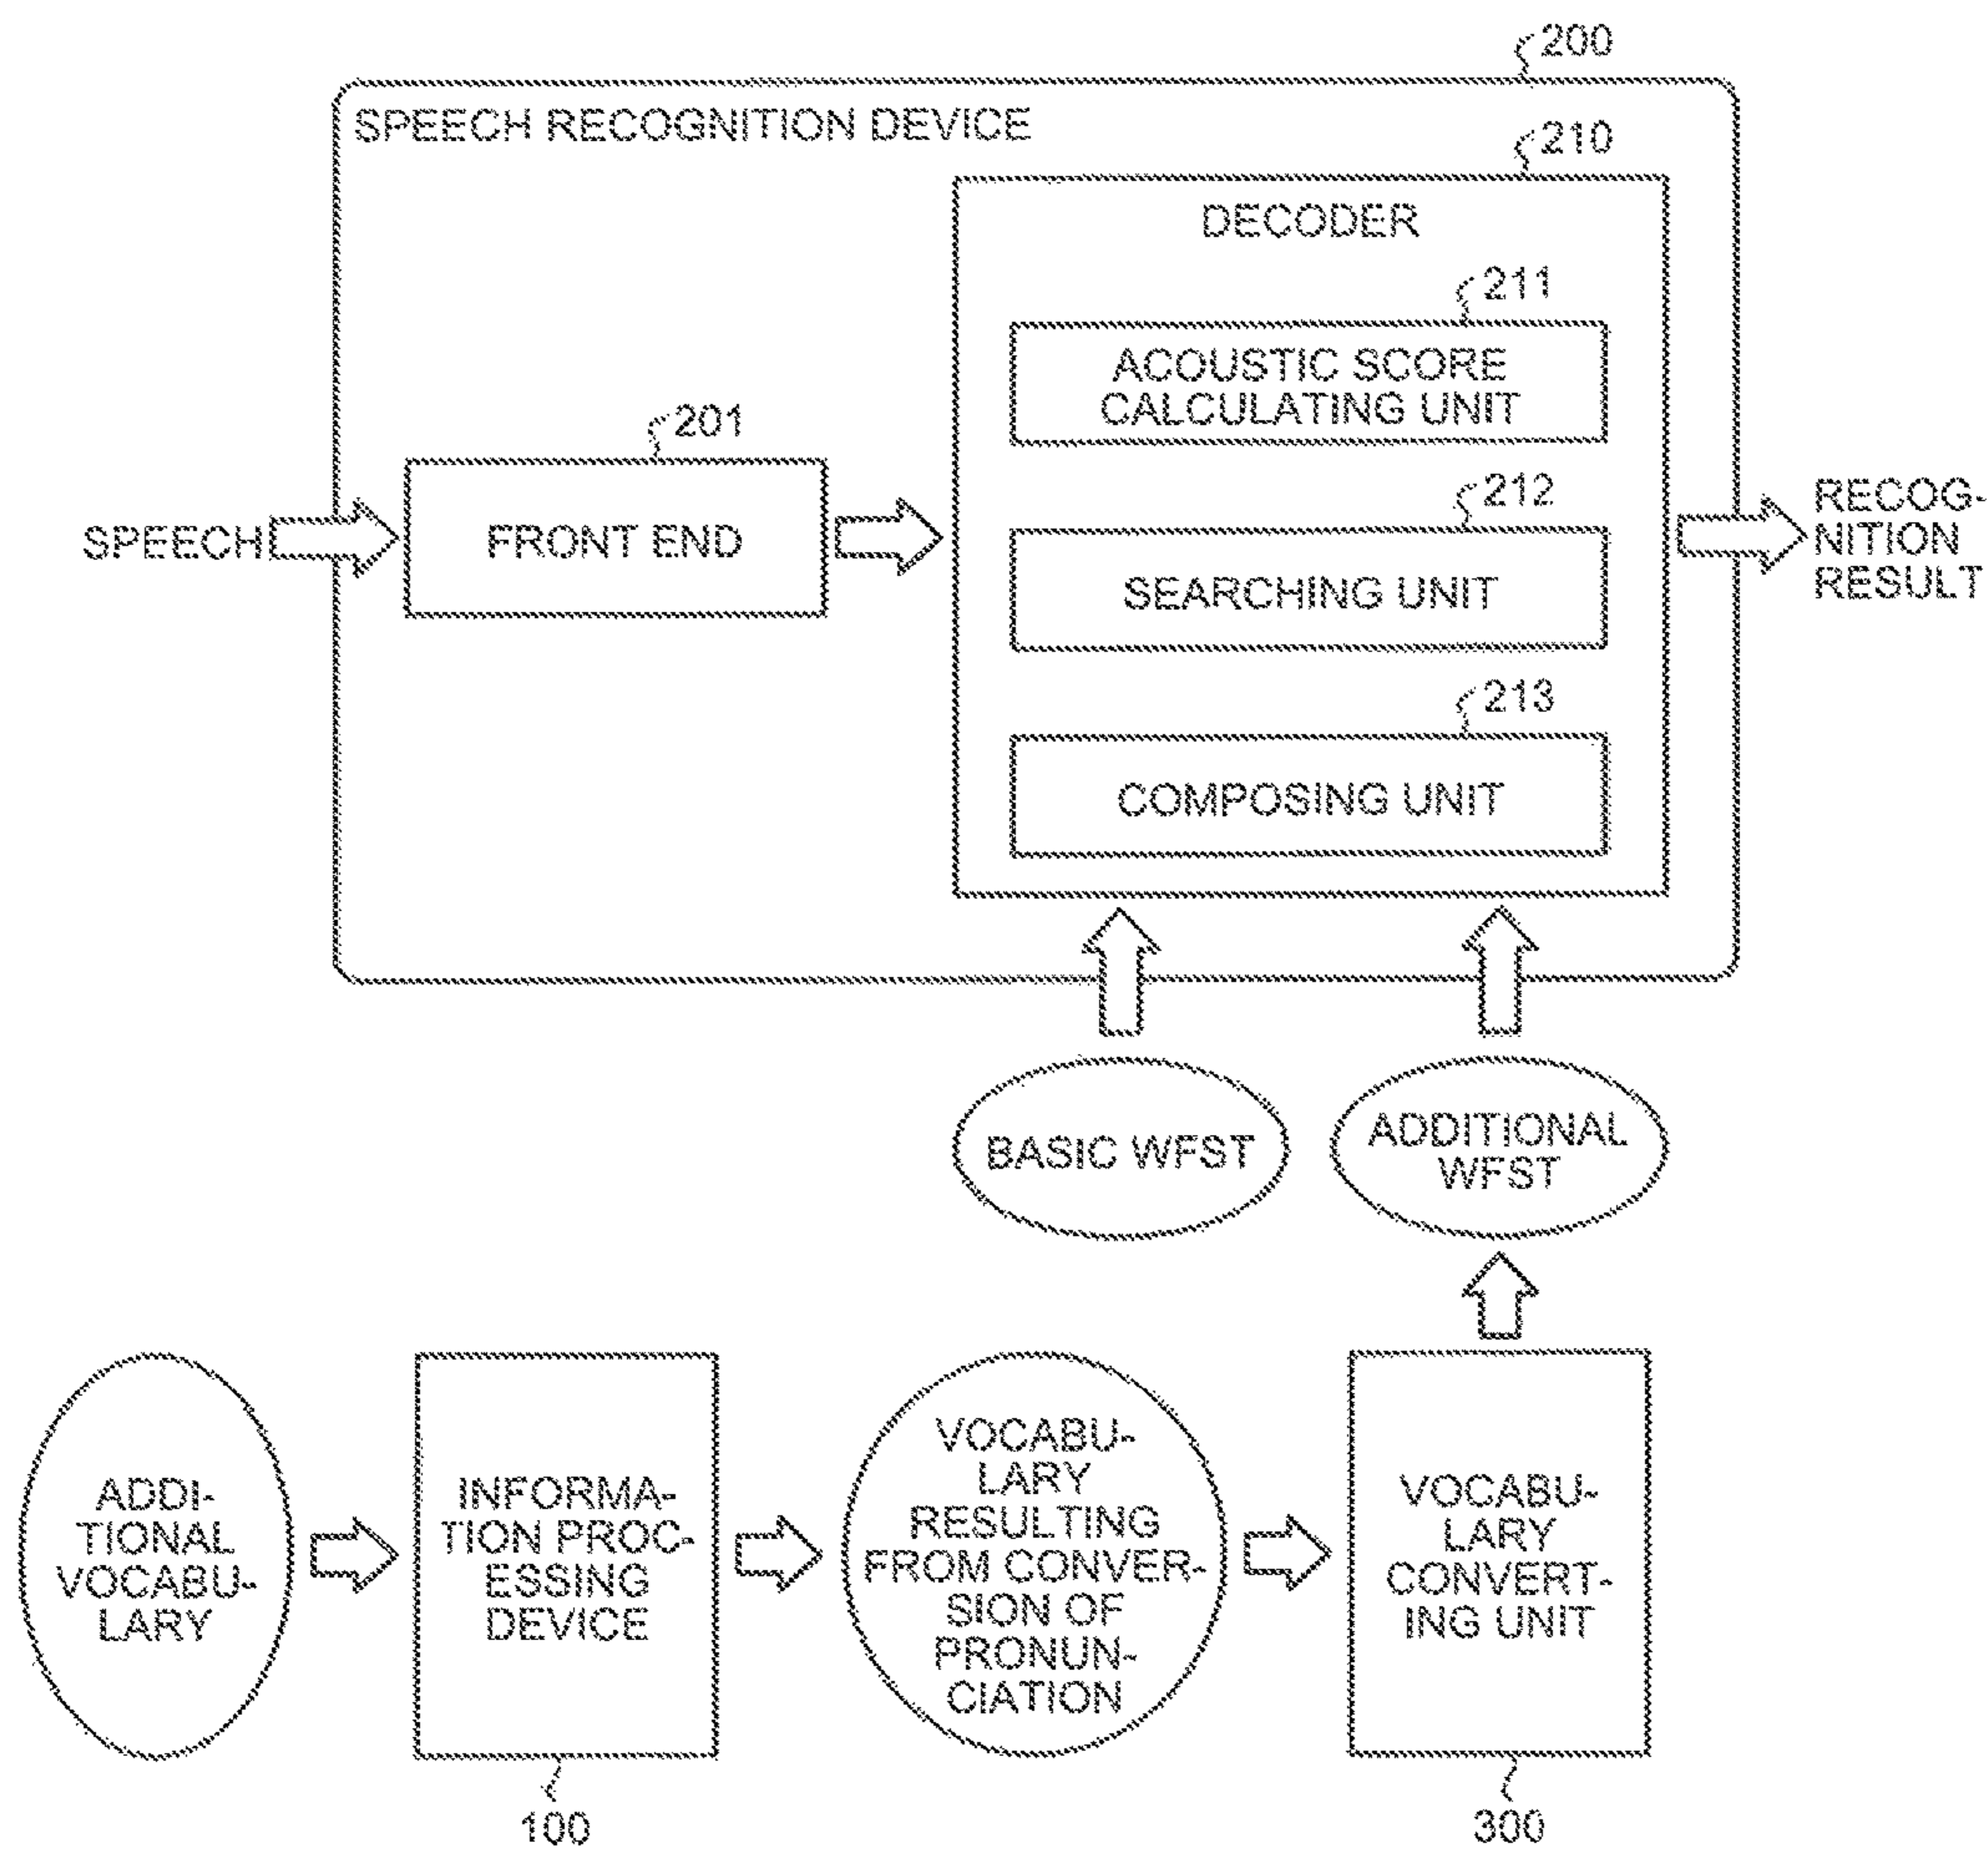 200
SPEECH RECOGNITION DEVICE
210
DECODER
211
ACOUSTIC SCORE
CALCULATING UNIT
201
FRONT END
SPEECH
212
SEARCHING UNIT
RECOG-
NITION
RESULT
213
COMPOSING UNIT
BASIC WFST
ADDITIONAL
WFST
ADDI-
TIONAL
VOCABU-
LARY
INFORMA-
TION PROC-
ESSING
DEVICE
VOCABU-
LARY
RESULTING
FROM CONVER-
SION OF
PRONUN-
CIATION
VOCABU-
LARY
CONVERT-
ING UNIT
100
300